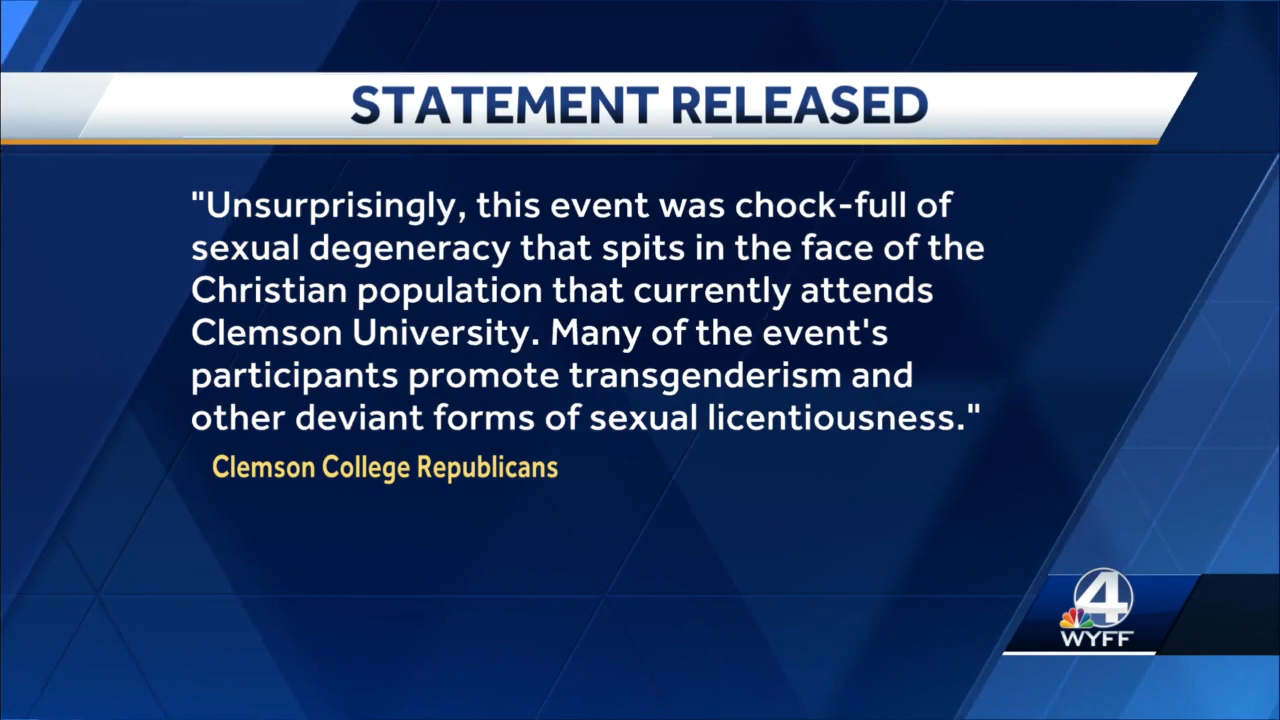 STATEMENT RELEASED
"Unsurprisingly, this event was chock-full of
sexual degeneracy that spits in the face of the
Christian population that currently attends
Clemson University. Many of the event's
participants promote transgenderism and
other deviant forms of sexual licentiousness."
Clemson College Republicans
4
WYFF